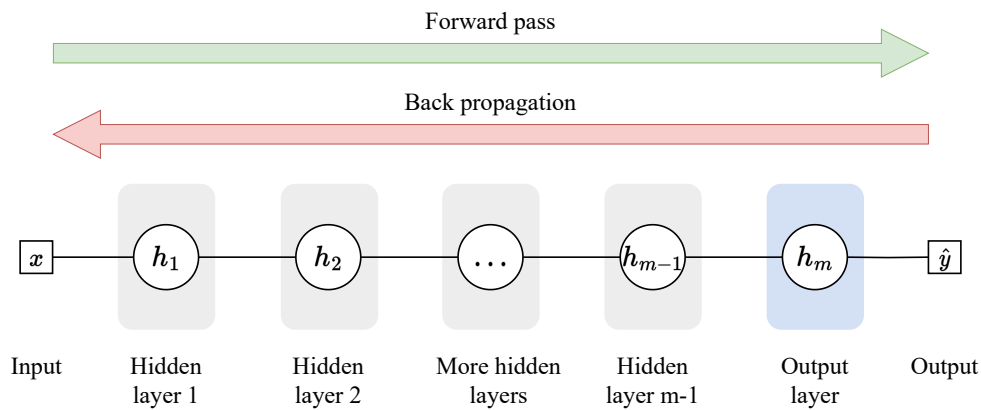 Forward pass
Back propagation
x
h₁
h₂
...
hₘ₋₁
hₘ
ŷ
Input
Hidden
layer 1
Hidden
layer 2
More hidden
layers
Hidden
layer m-1
Output
layer
Output